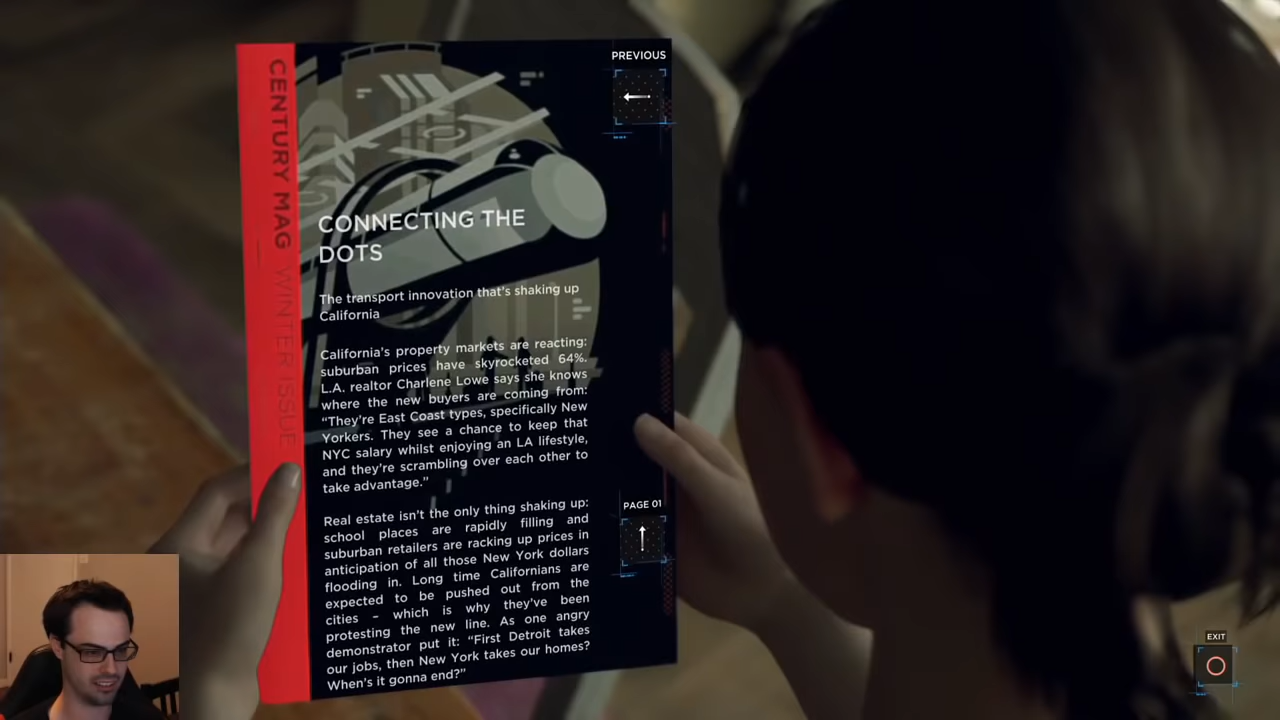 PREVIOUS
CENTURY MAG WINTER ISSUE
CONNECTING THE
DOTS
The transport innovation that's shaking up
California
California's property markets are reacting:
suburban prices have skyrocketed 64%.
L.A. realtor Charlene Lowe says she knows
where the new buyers are coming from:
“They're East Coast types, specifically New
Yorkers. They see a chance to keep that
NYC salary whilst enjoying an LA lifestyle,
and they're scrambling over each other to
take advantage.”
Real estate isn't the only thing shaking up:
school places are rapidly filling and
suburban retailers are racking up prices in
anticipation of all those New York dollars
flooding in. Long time Californians are
expected to be pushed out from the
cities – which is why they've been
protesting the new line. As one angry
demonstrator put it: “First Detroit takes
our jobs, then New York takes our homes?
When's it gonna end?”
PAGE 01
EXIT